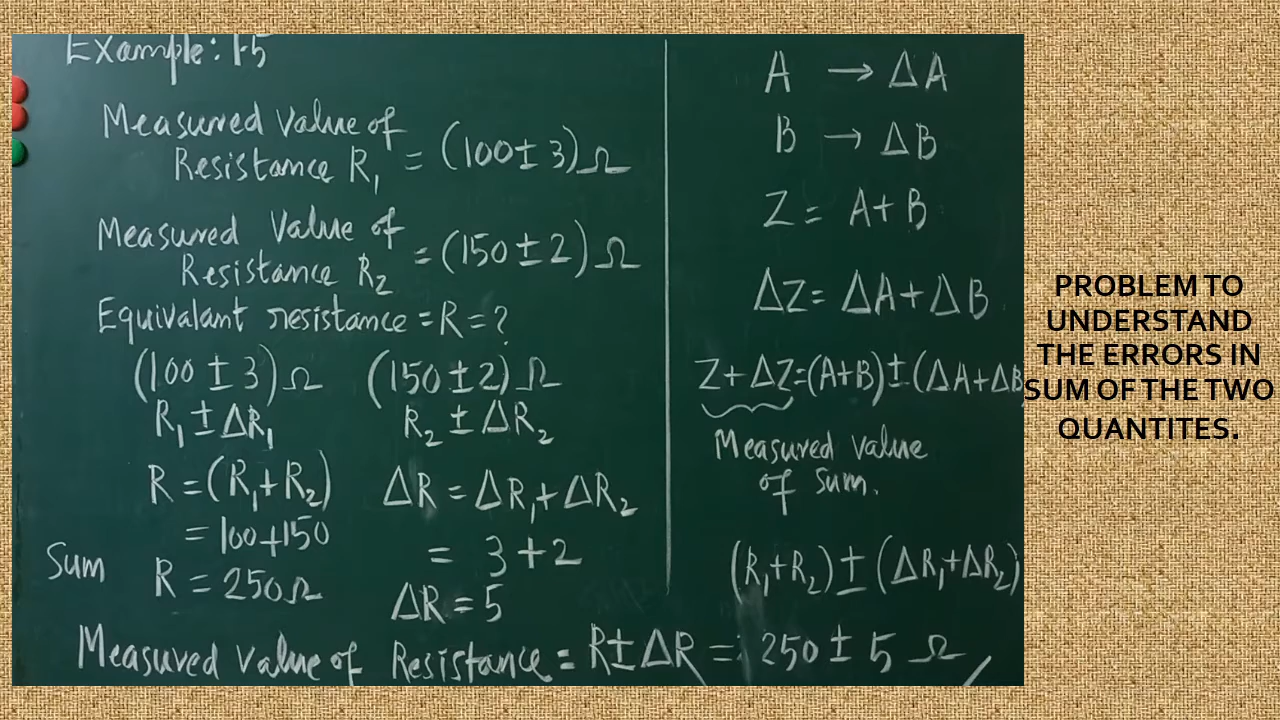 Example: 1.5
Measured value of
Resistance R₁ = (100 ± 3) Ω
Measured Value of
Resistance R₂ = (150 ± 2) Ω
Equivalant resistance = R = ?
(100 ± 3) Ω (150 ± 2) Ω
R₁ ± ΔR₁ R₂ ± ΔR₂
R = (R₁+R₂) ΔR = ΔR₁ + ΔR₂
= 100+150 = 3+2
Sum R = 250 Ω ΔR = 5
Measured value of Resistance = R ± ΔR = 250 ± 5 Ω
A → ΔA
B → ΔB
Z = A+B
ΔZ = ΔA + ΔB
Z + ΔZ = (A+B) ± (ΔA+ΔB
Measured value
of sum.
(R₁+R₂) ± (ΔR₁+ΔR₂)
PROBLEM TO
UNDERSTAND
THE ERRORS IN
SUM OF THE TWO
QUANTITES.